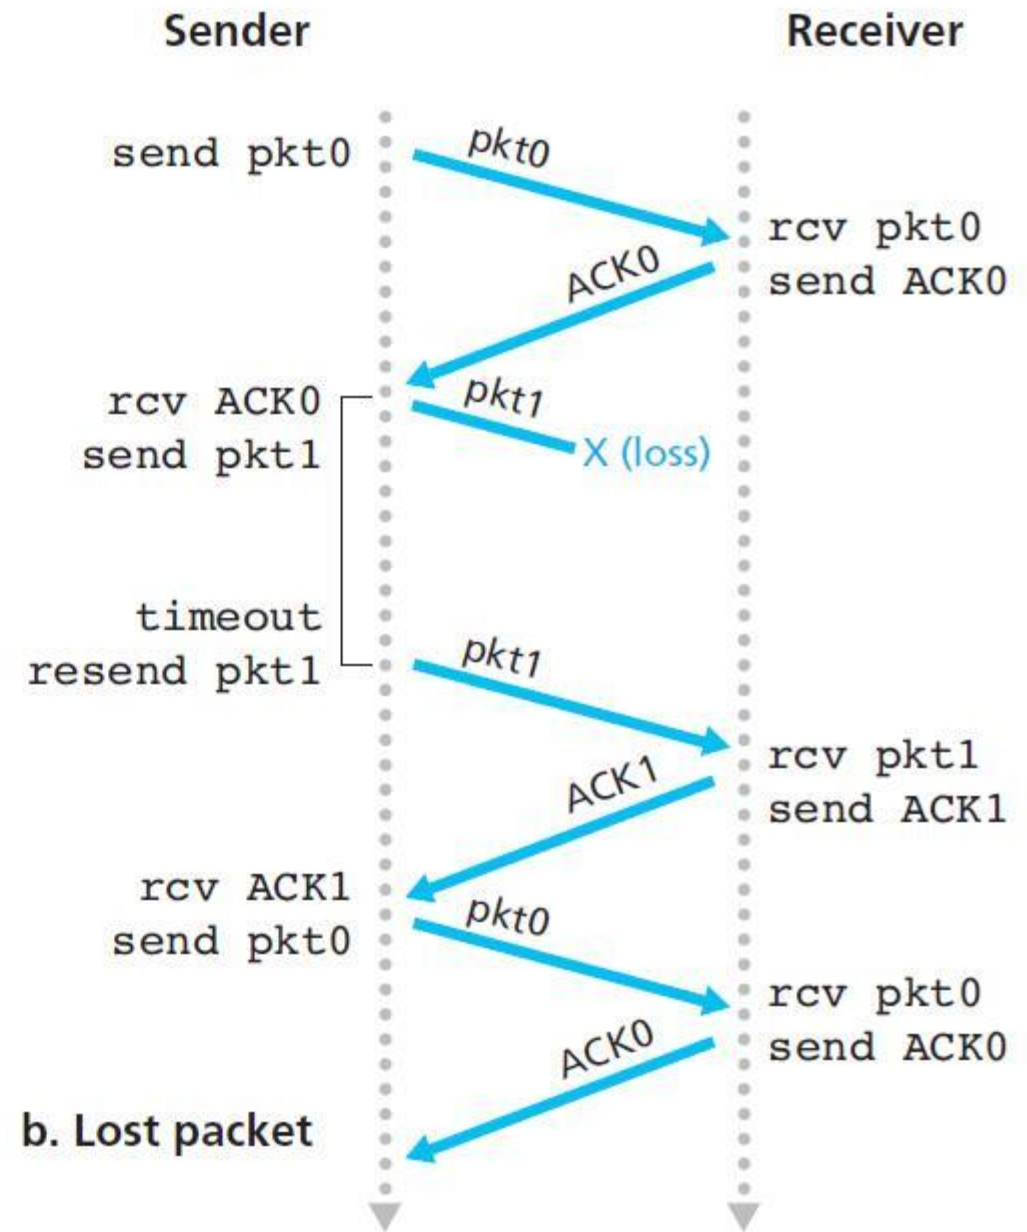 Sender
Receiver
send pkt0
pkt0
rcv pkt0
send ACK0
ACK0
rcv ACK0
send pkt1
pkt1
X (loss)
timeout
resend pkt1
pkt1
rcv pkt1
send ACK1
ACK1
rcv ACK1
send pkt0
pkt0
rcv pkt0
send ACK0
ACK0
b. Lost packet